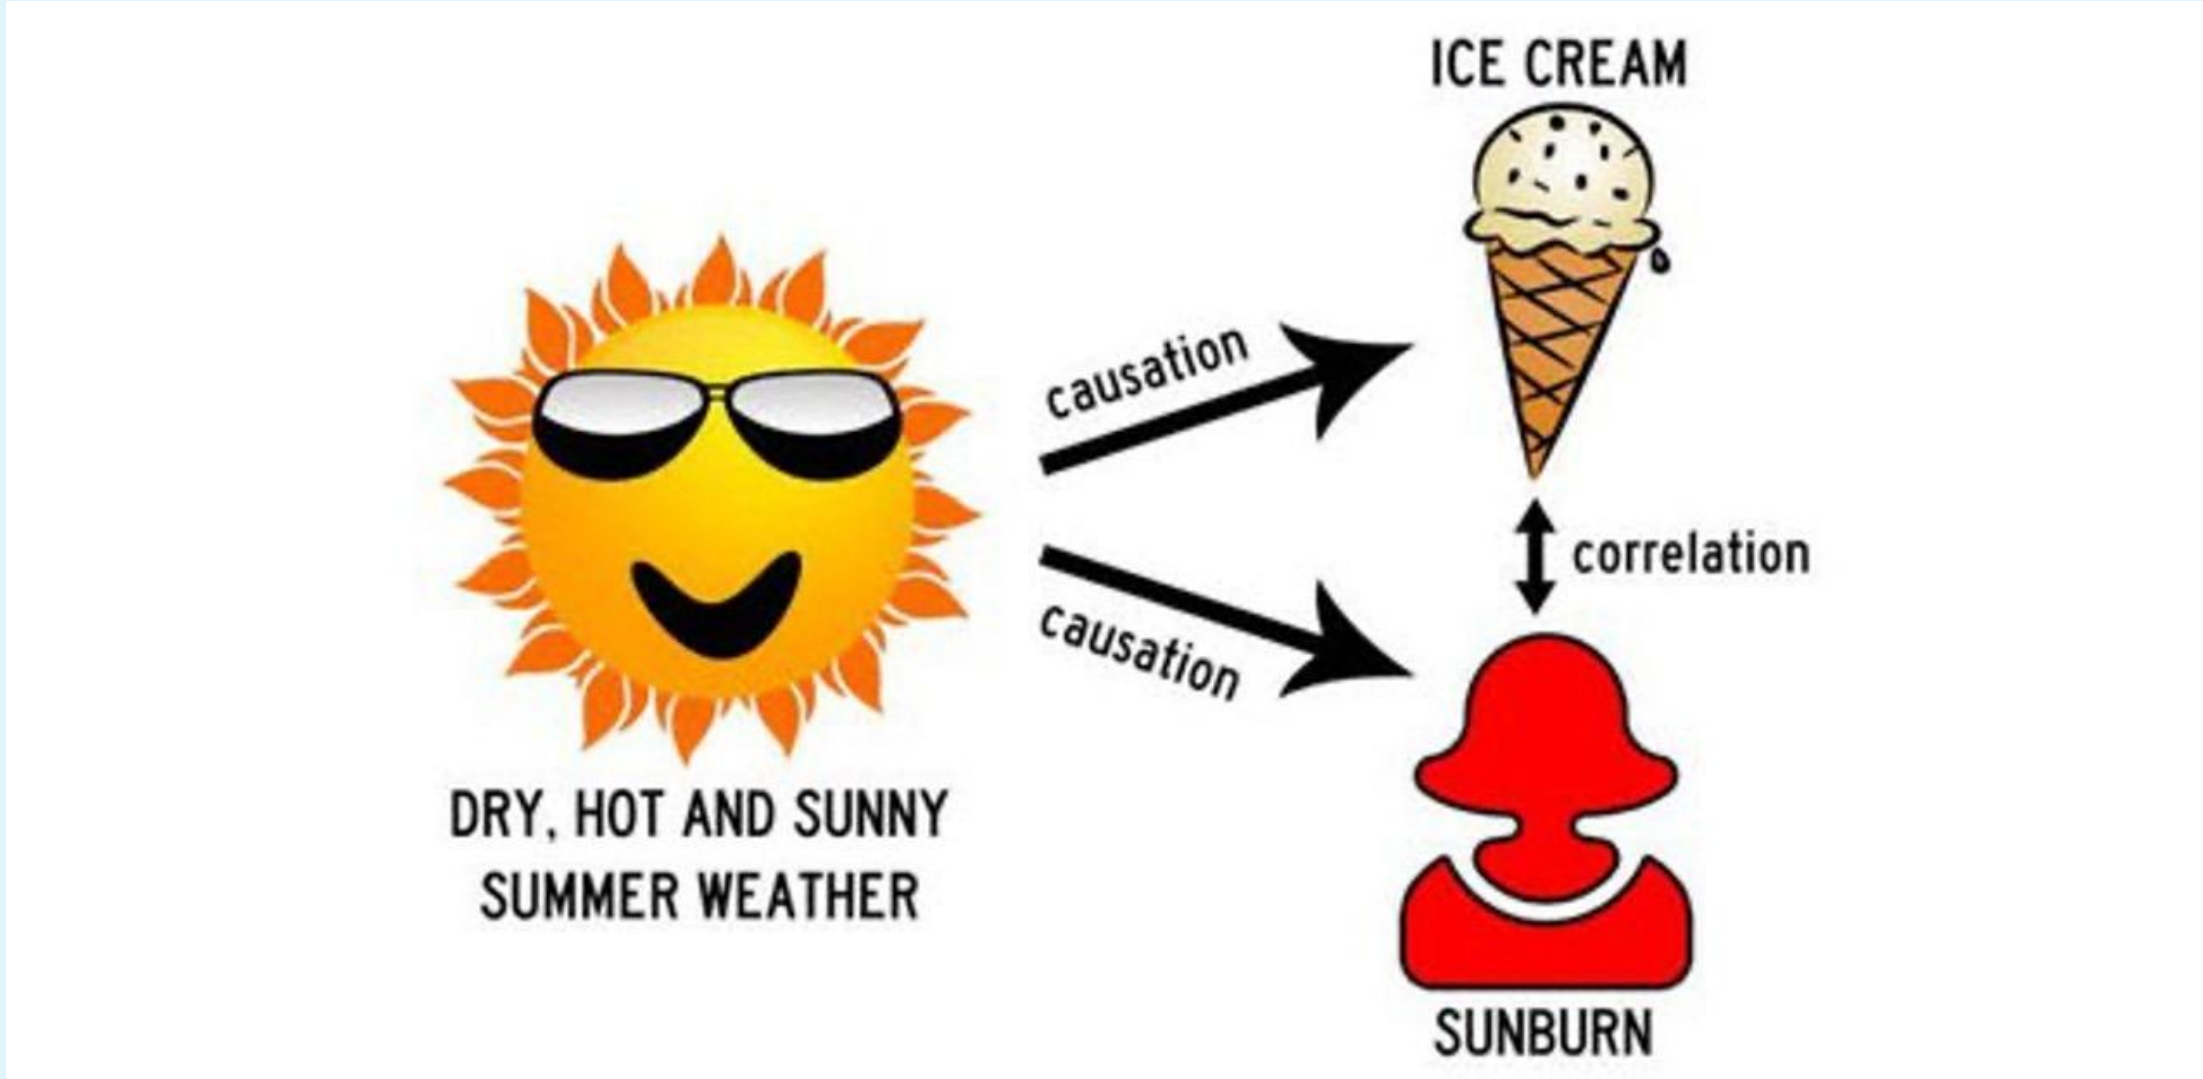 ICE CREAM
causation
correlation
causation
DRY, HOT AND SUNNY
SUMMER WEATHER
SUNBURN